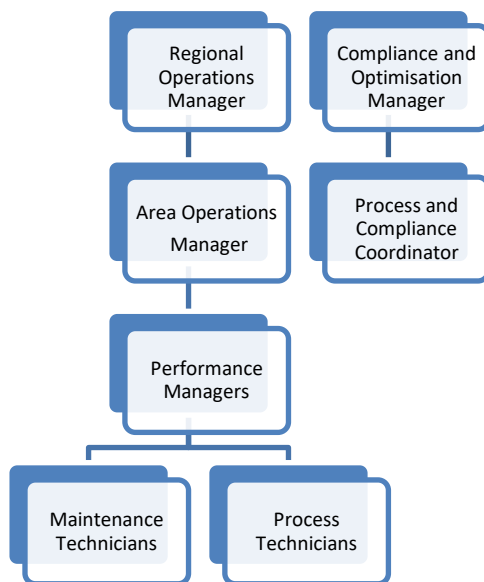 Regional
Operations
Manager
Compliance and
Optimisation
Manager
Area Operations
Manager
Process and
Compliance
Coordinator
Performance
Managers
Maintenance
Technicians
Process
Technicians